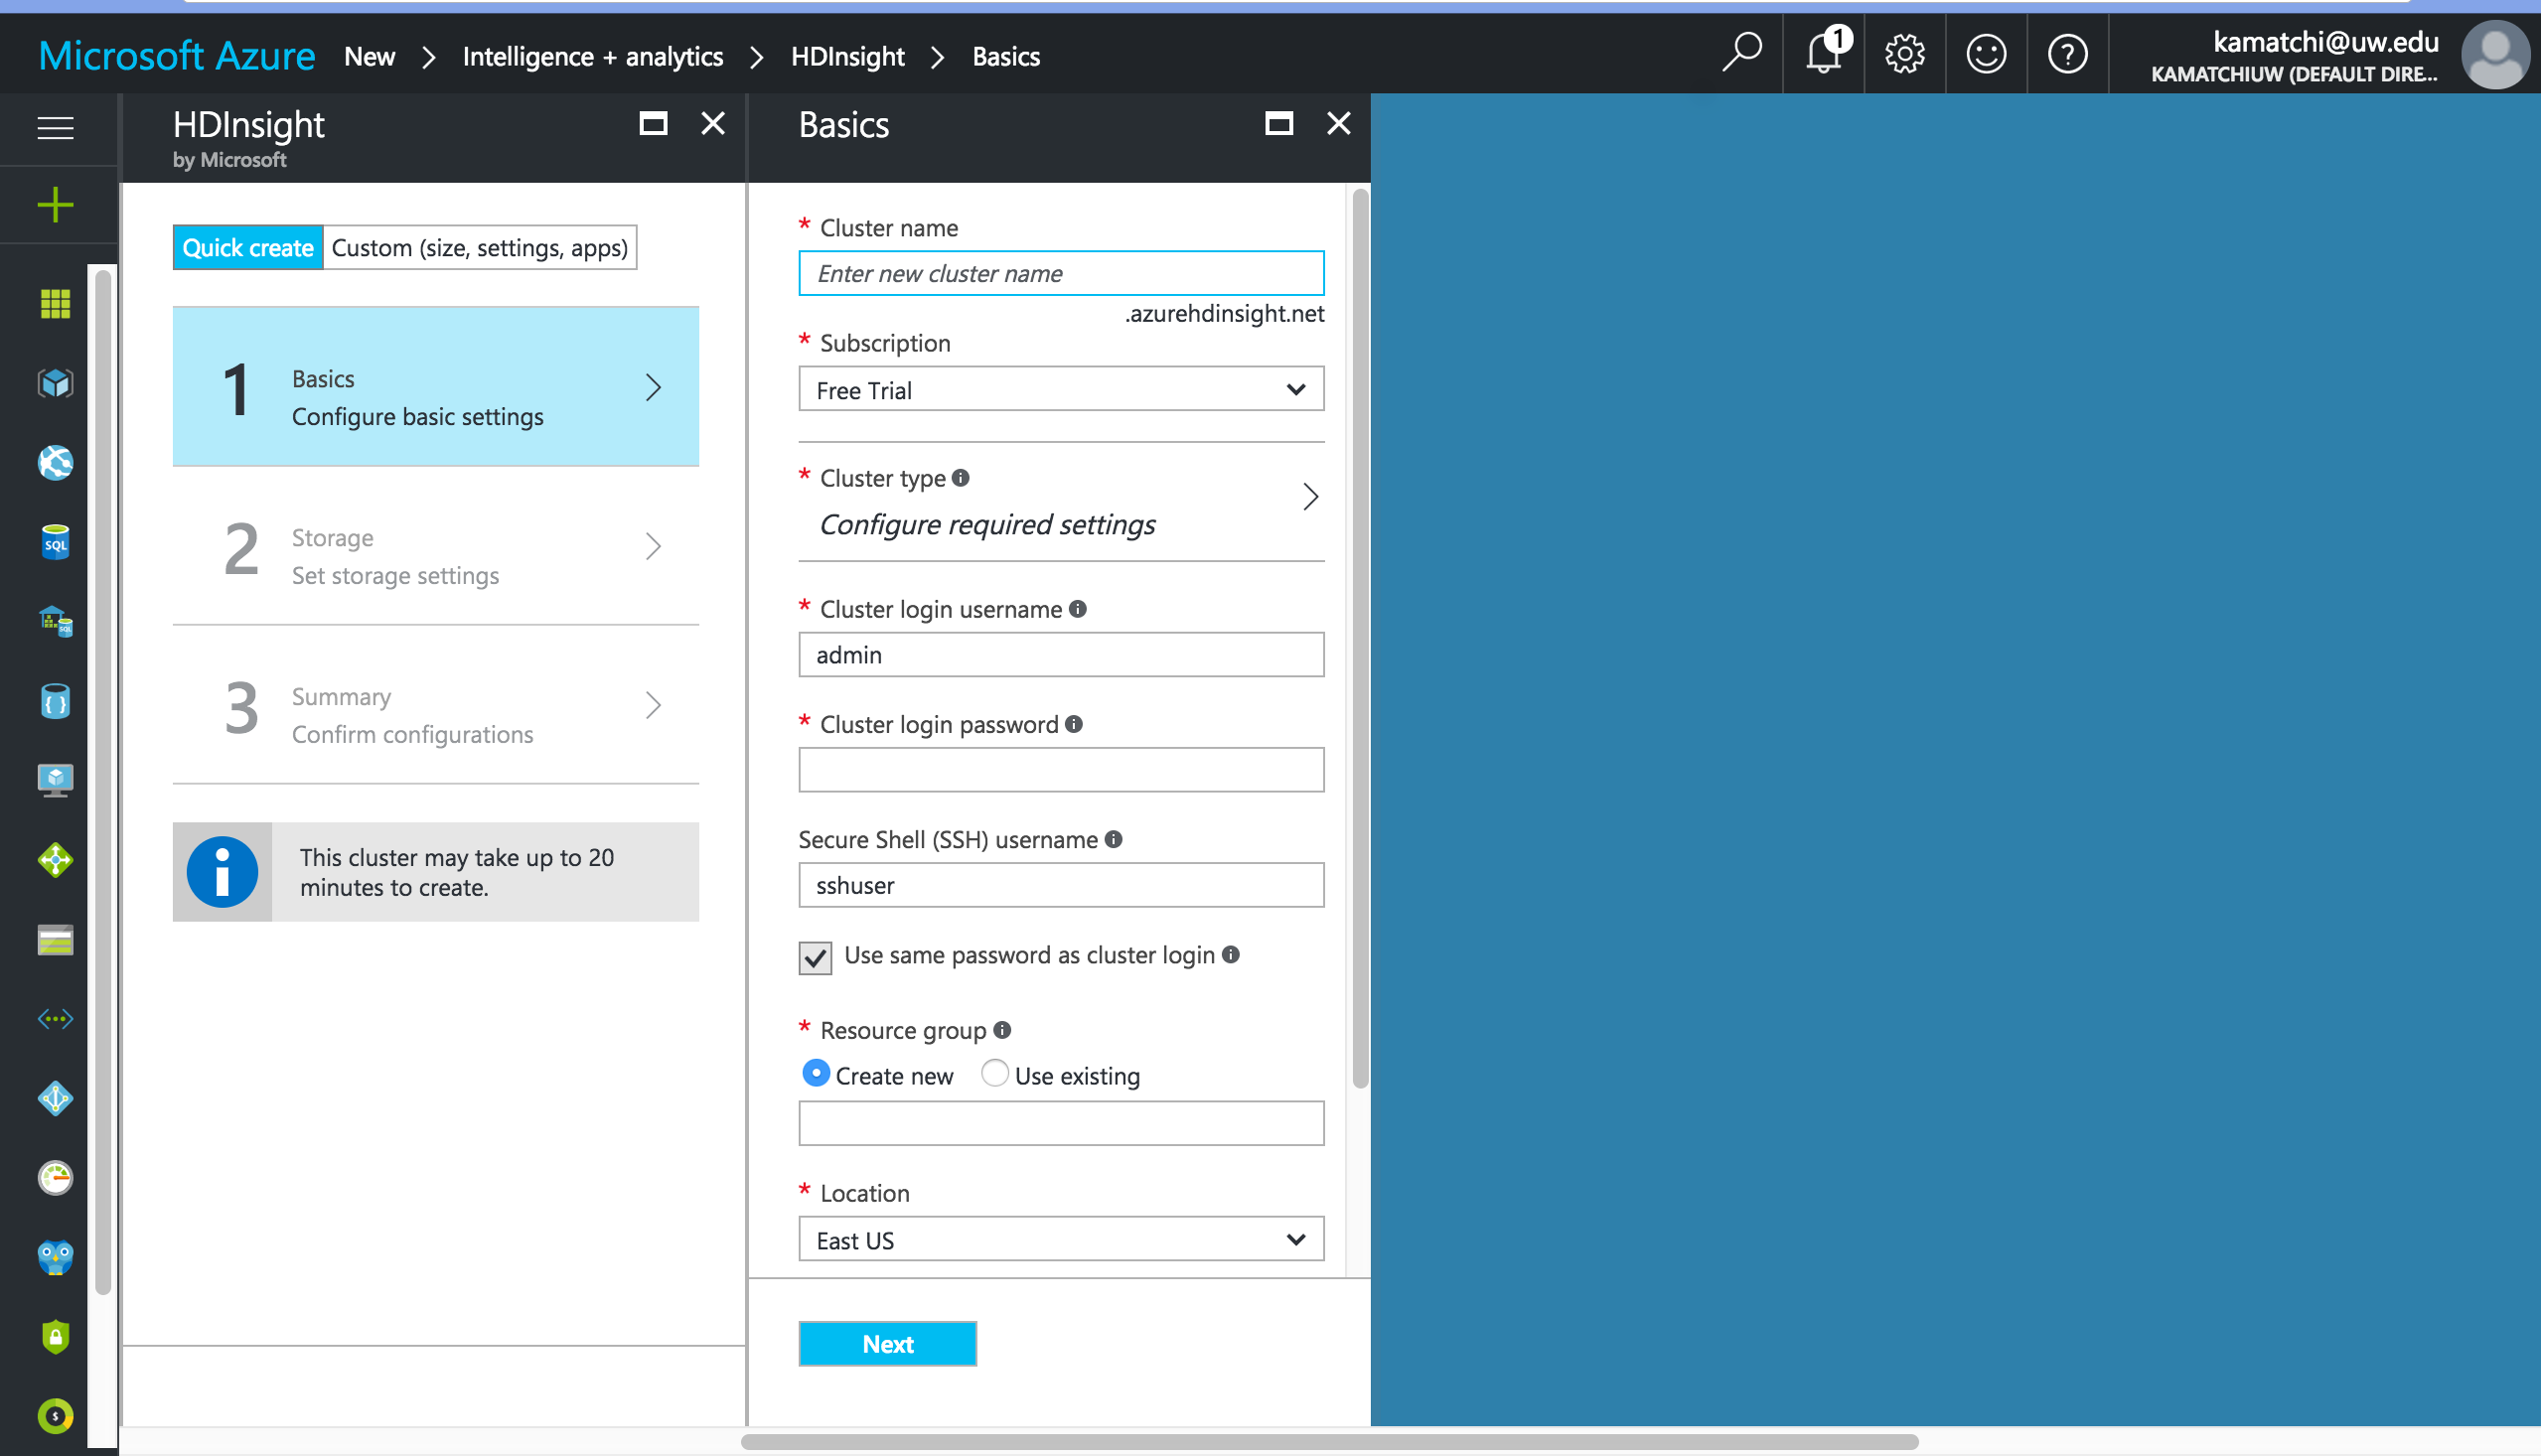 Microsoft Azure New > Intelligence + analytics > HDInsight > Basics
1
kamatchi@uw.edu
KAMATCHIUW (DEFAULT DIRE...
HDInsight
by Microsoft
Quick create Custom (size, settings, apps)
1
Basics
Configure basic settings
2
Storage
Set storage settings
3
Summary
Confirm configurations
This cluster may take up to 20
minutes to create.
Basics
* Cluster name
Enter new cluster name
.azurehdinsight.net
* Subscription
Free Trial
* Cluster type
Configure required settings
* Cluster login username
admin
* Cluster login password
Secure Shell (SSH) username
sshuser
Use same password as cluster login
* Resource group
Create new Use existing
* Location
East US
Next
SQL
SQL